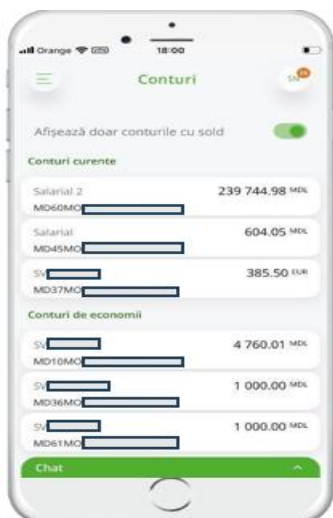 Orange
18:00
Conturi
SN
Afișează doar conturile cu sold
Conturi curente
Salarial 2 239 744.98 MDL
MD60MO
Salarial 604.05 MDL
MD45MO
SV 385.50 EUR
MD37MO
Conturi de economii
SV 4 760.01 MDL
MD10MO
SV 1 000.00 MDL
MD36MO
SV 1 000.00 MDL
MD61MO
Chat